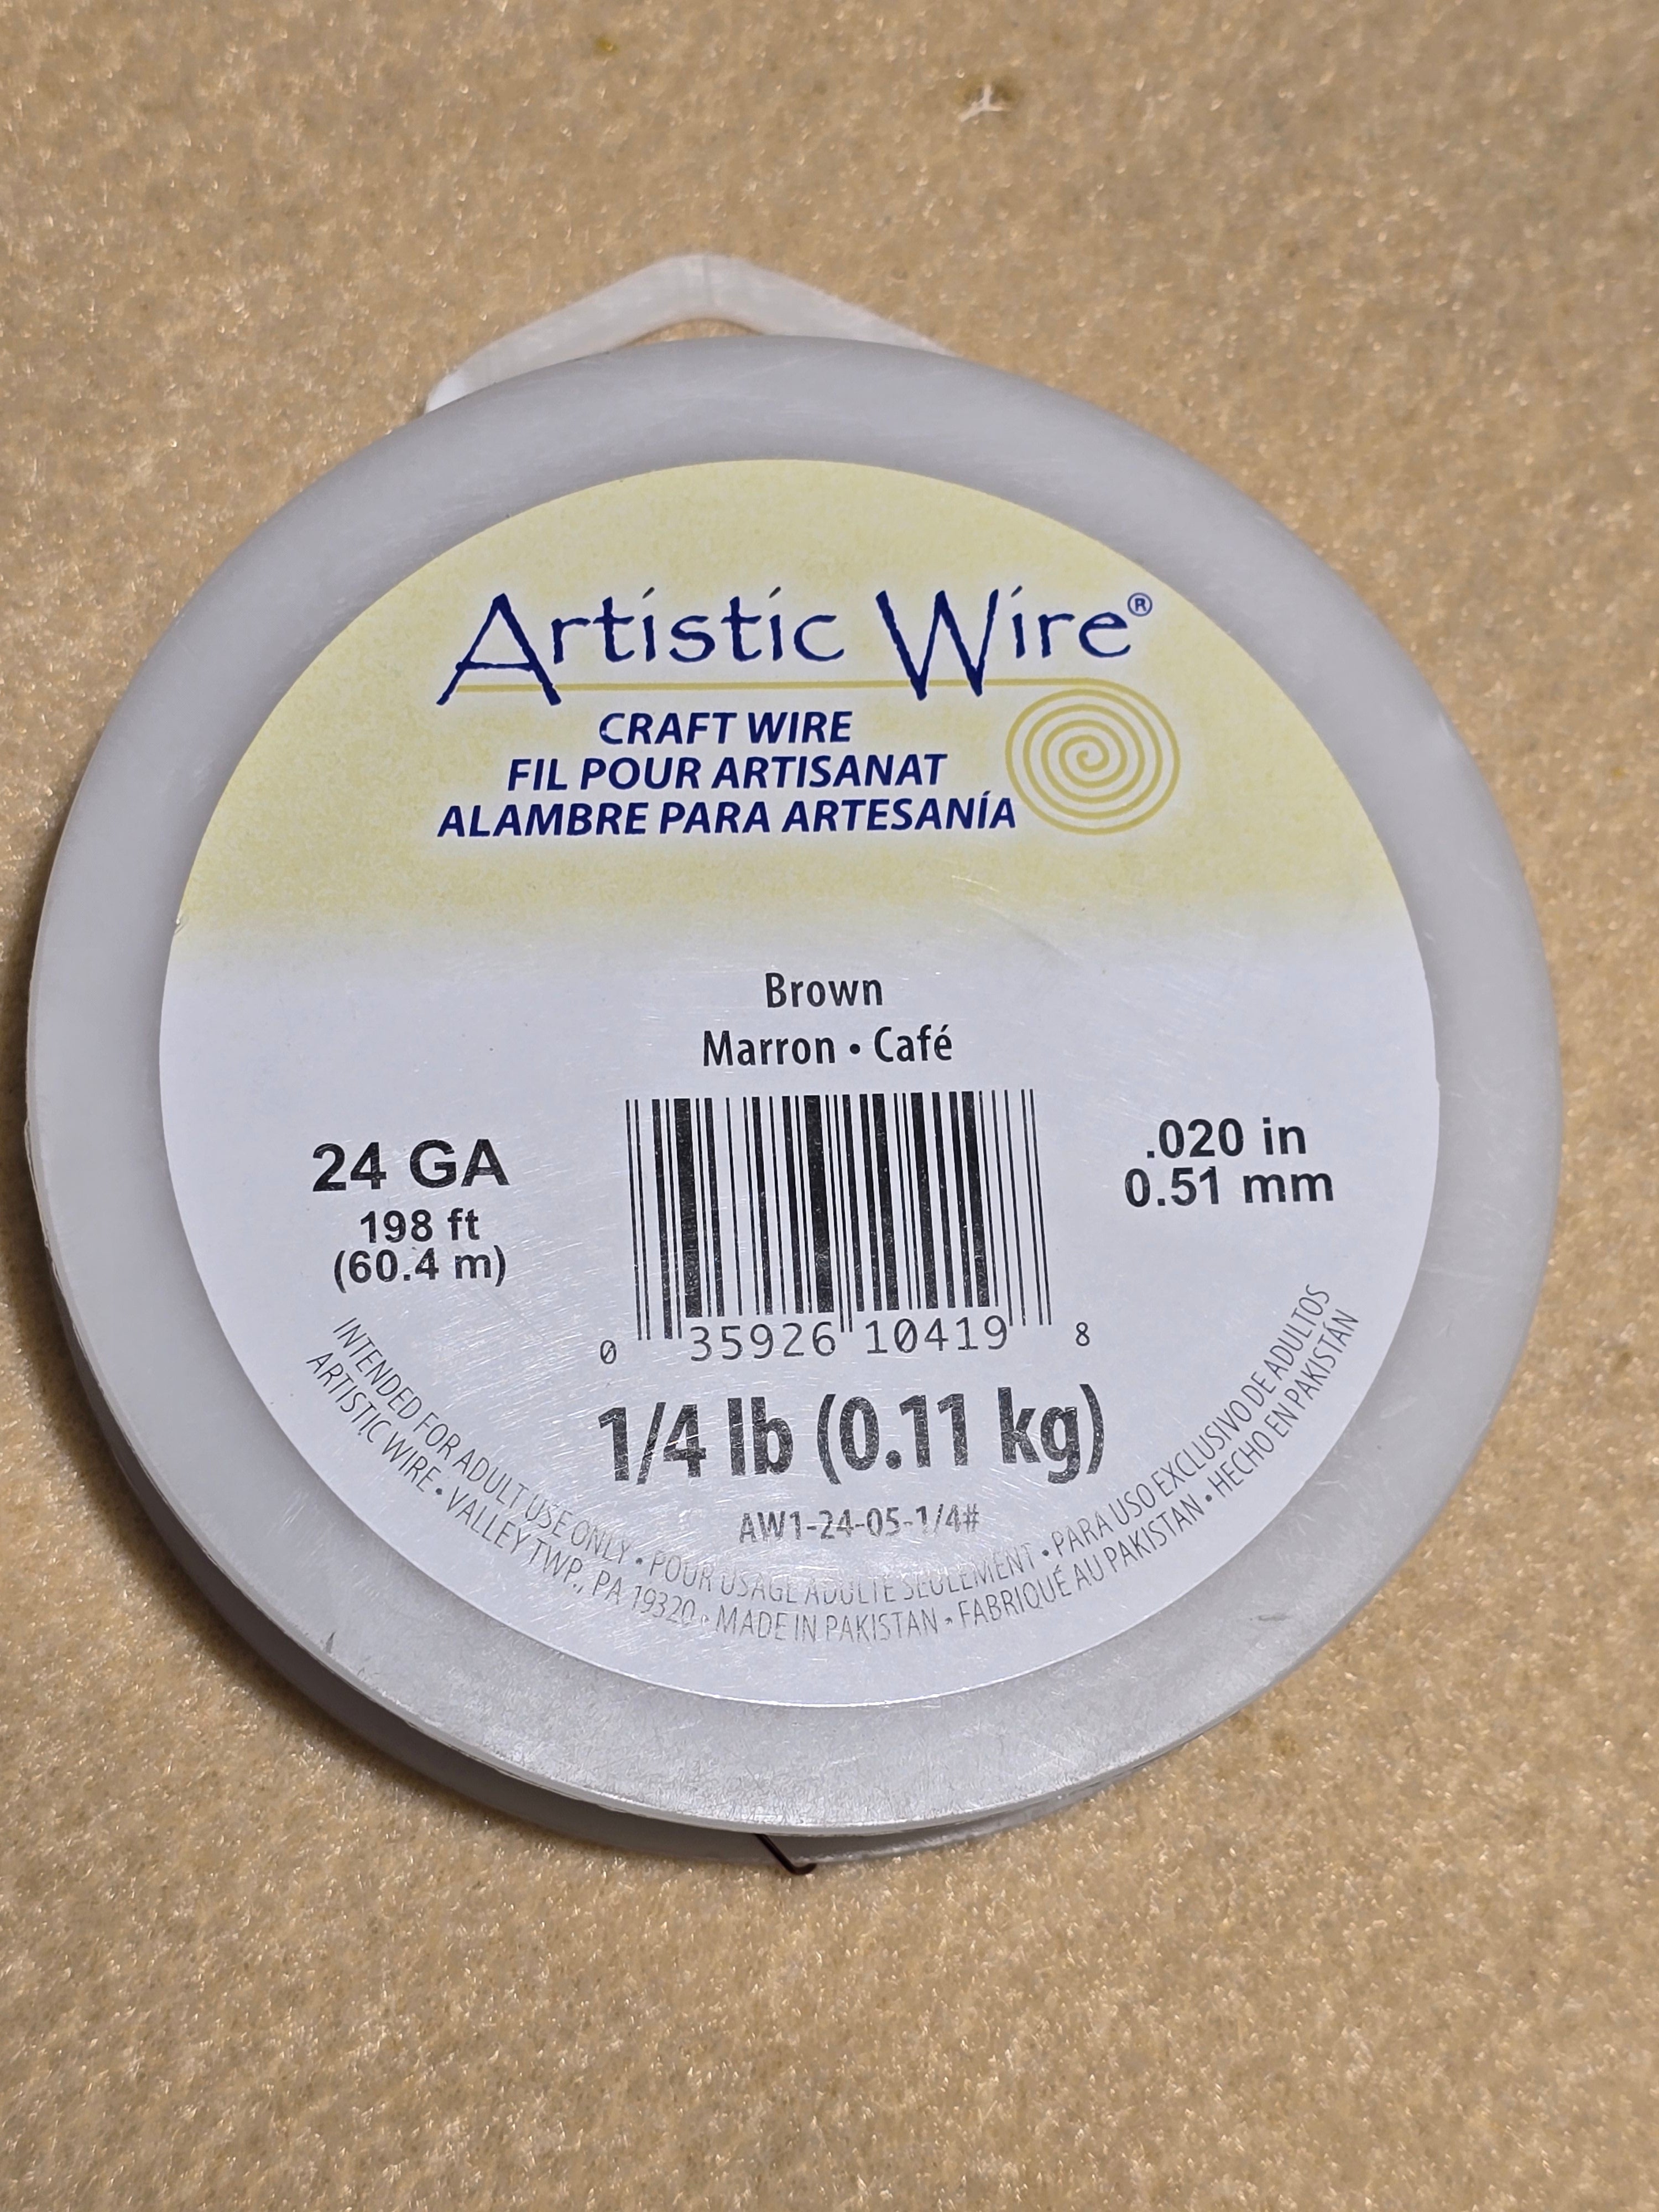 Artistic Wire®
CRAFT WIRE
FIL POUR ARTISANAT
ALAMBRE PARA ARTESANÍA
Brown
Marron • Café
24 GA
198 ft
(60.4 m)
.020 in
0.51 mm
0 35926 10419 8
1/4 lb (0.11 kg)
AW1-24-05-1/4#
INTENDED FOR ADULT USE ONLY • POUR USAGE ADULTE SEULEMENT • PARA USO EXCLUSIVO DE ADULTOS
ARTISTIC WIRE • VALLEY TWP., PA 19320 • MADE IN PAKISTAN • FABRIQUÉ AU PAKISTAN • HECHO EN PAKISTÁN